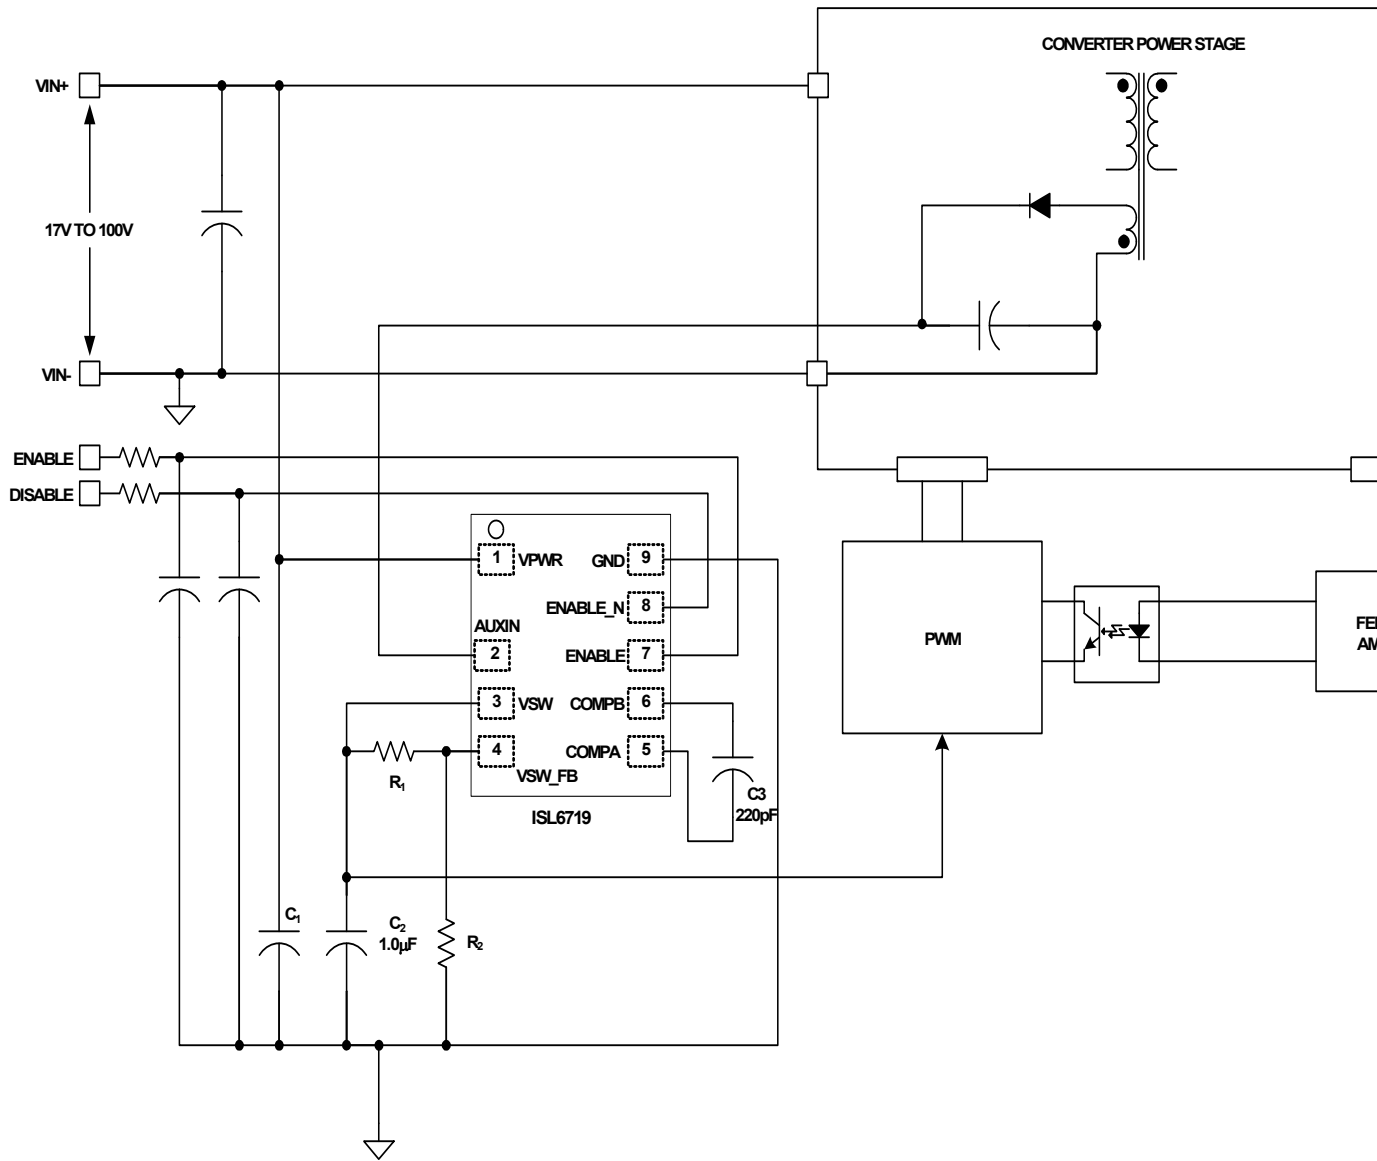 CONVERTER POWER STAGE
VIN+
17V TO 100V
VIN-
ENABLE
DISABLE
1 VPWR GND 9
ENABLE_N 8
AUXIN
2 ENABLE 7
3 VSW COMPB 6
4 COMPA 5
VSW_FB
R1
ISL6719
C3
220pF
PWM
FE
AM
C1
C2
1.0µF
R2